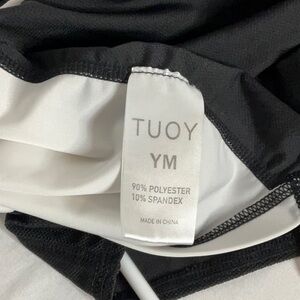 TUOY
YM
90% POLYESTER
10% SPANDEX
MADE IN CHINA